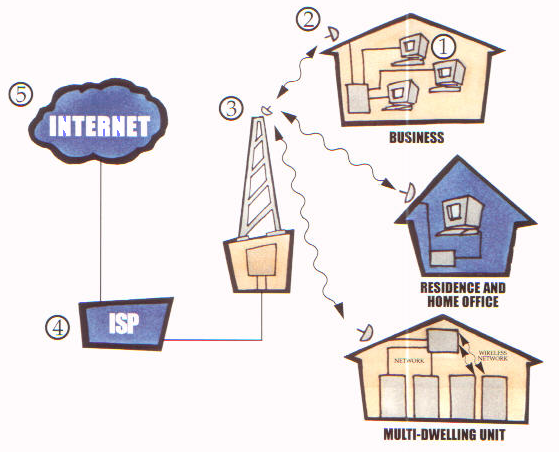 ②
①
BUSINESS
⑤
INTERNET
③
RESIDENCE AND
HOME OFFICE
④
ISP
NETWORK
WIRELESS
NETWORK
MULTI-DWELLING UNIT